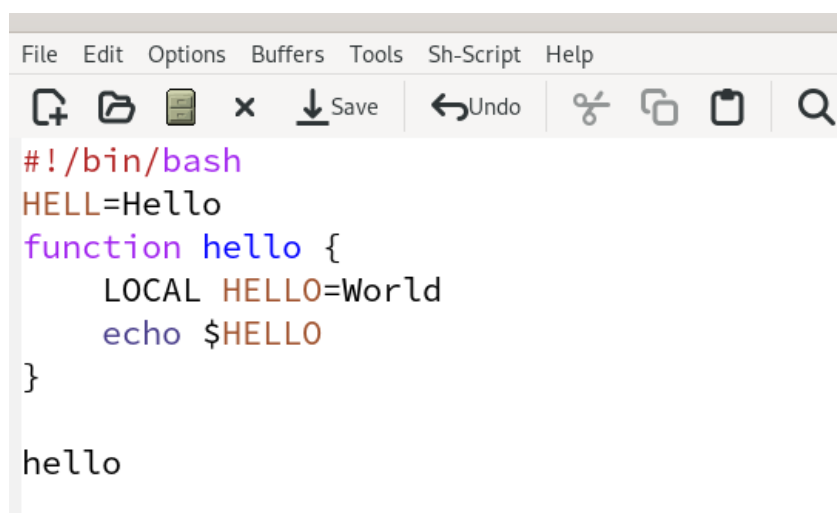 File Edit Options Buffers Tools Sh-Script Help
Save Undo
#!/bin/bash
HELL=Hello
function hello {
    LOCAL HELLO=World
    echo $HELLO
}
hello